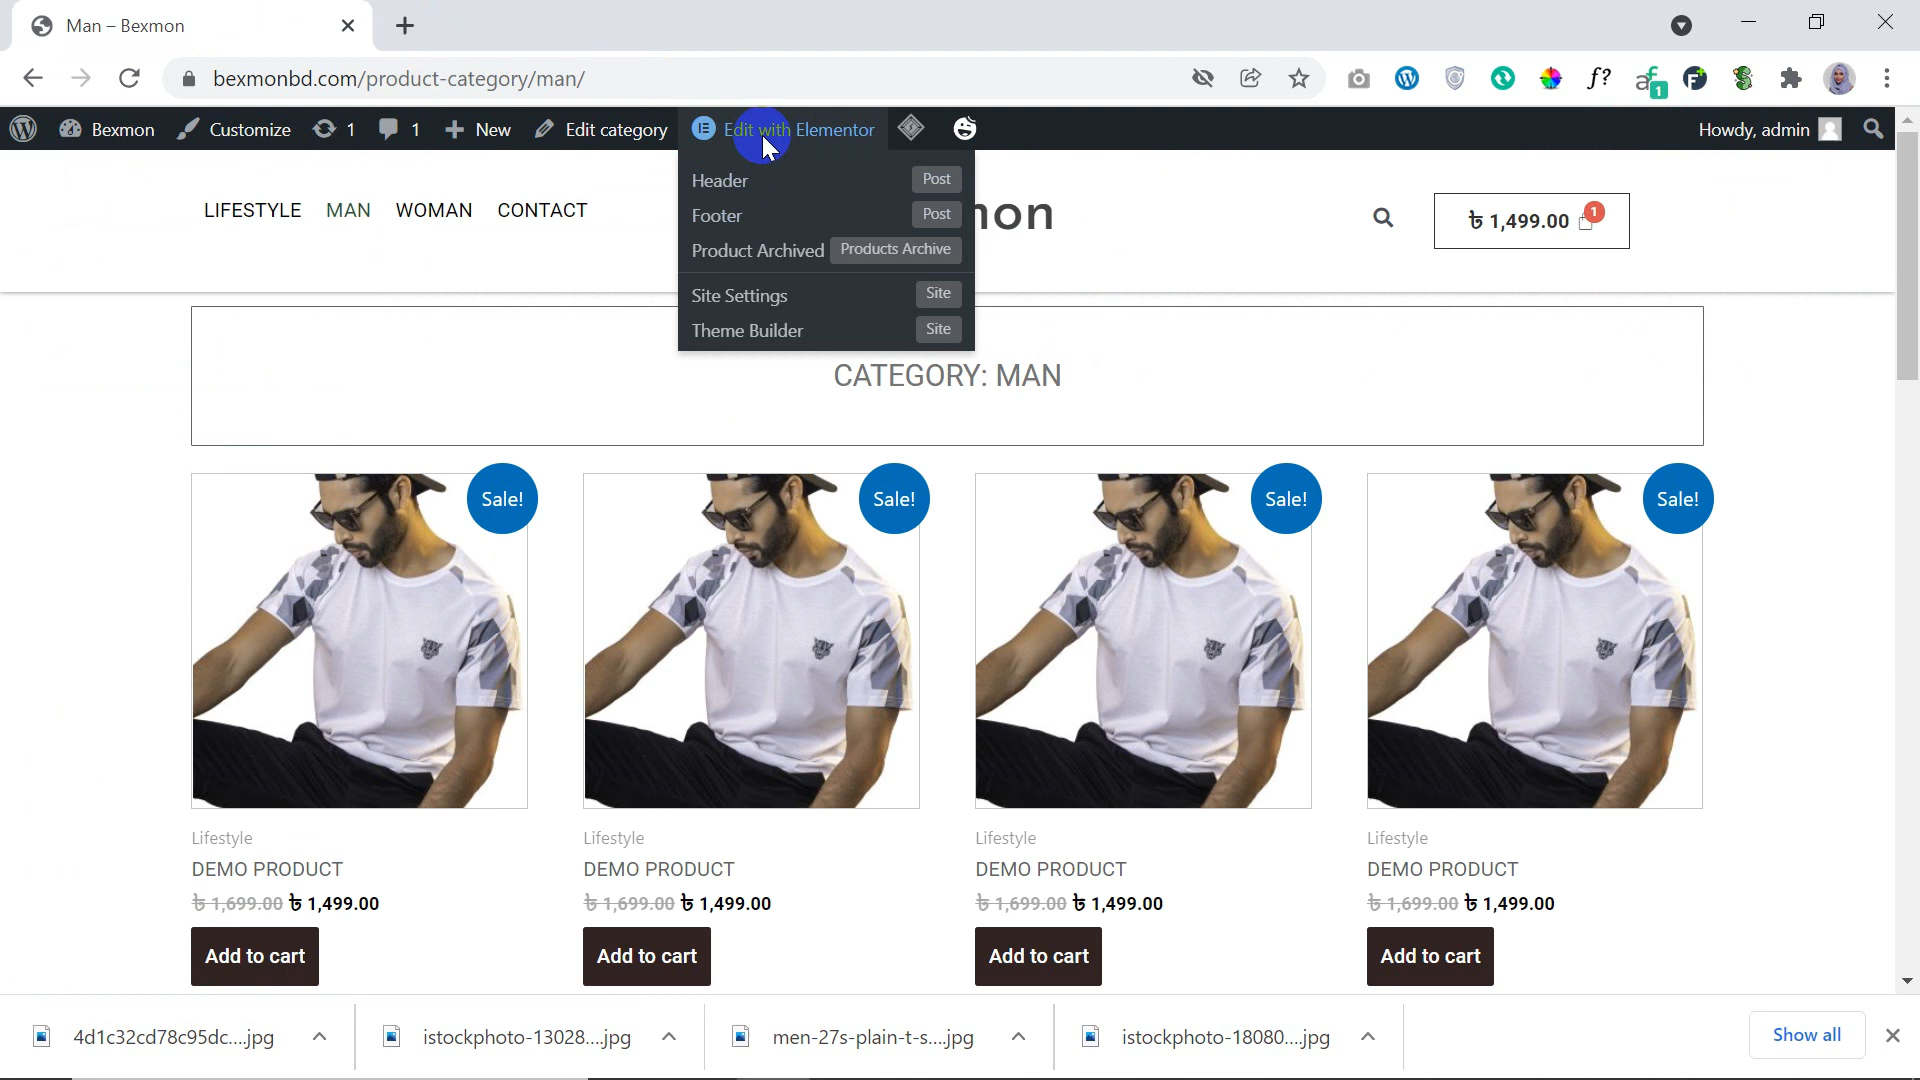 Man – Bexmon
bexmonbd.com/product-category/man/
f?
1
Bexmon
Customize
1
1
New
Edit category
Edit with Elementor
Howdy, admin
Header Post
Footer Post
Product Archived Products Archive
Site Settings Site
Theme Builder Site
LIFESTYLE MAN WOMAN CONTACT
non
৳ 1,499.00 1
CATEGORY: MAN
Sale! Sale! Sale! Sale!
Lifestyle Lifestyle Lifestyle Lifestyle
DEMO PRODUCT DEMO PRODUCT DEMO PRODUCT DEMO PRODUCT
৳ 1,699.00 ৳ 1,499.00 ৳ 1,699.00 ৳ 1,499.00 ৳ 1,699.00 ৳ 1,499.00 ৳ 1,699.00 ৳ 1,499.00
Add to cart Add to cart Add to cart Add to cart
4d1c32cd78c95dc....jpg istockphoto-13028....jpg men-27s-plain-t-s....jpg istockphoto-18080....jpg Show all